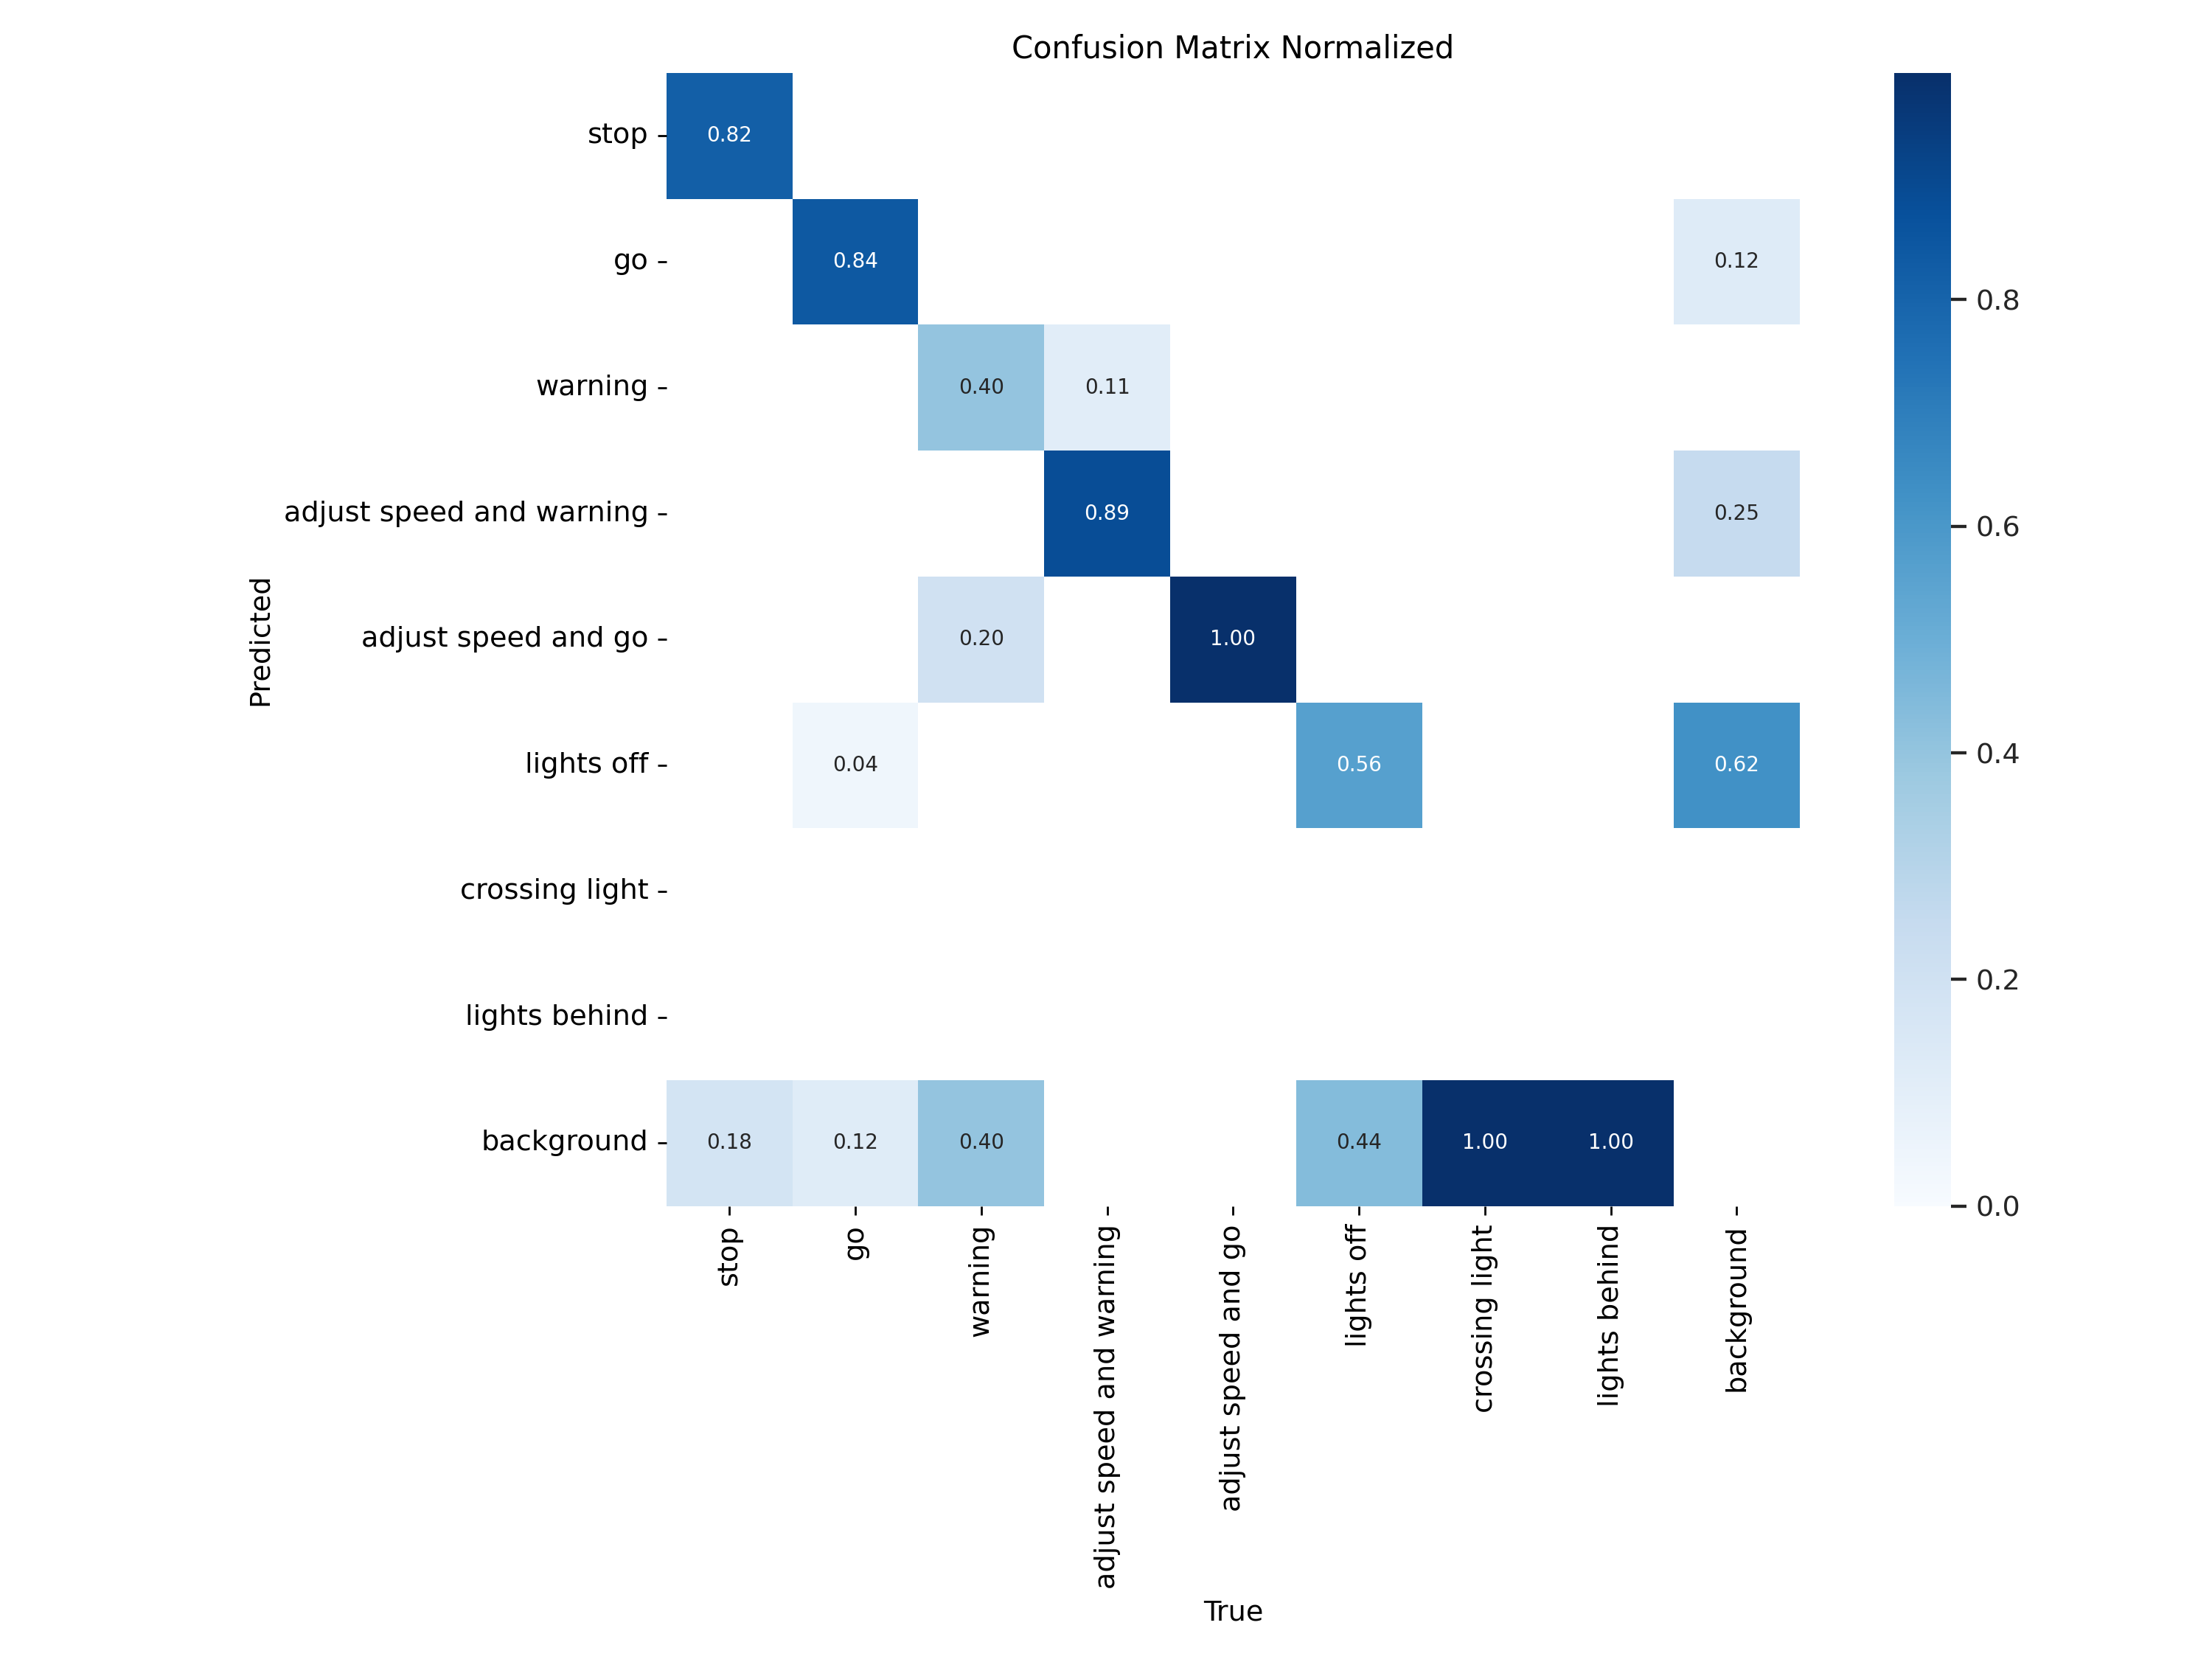 Confusion Matrix Normalized
stop
0.82
go
0.84
0.12
0.8
warning
0.40
0.11
adjust speed and warning
0.89
0.25
0.6
Predicted
adjust speed and go
0.20
1.00
lights off
0.04
0.56
0.62
0.4
crossing light
lights behind
0.2
background
0.18
0.12
0.40
0.44
1.00
1.00
0.0
stop
go
warning
adjust speed and warning
adjust speed and go
lights off
crossing light
lights behind
background
True